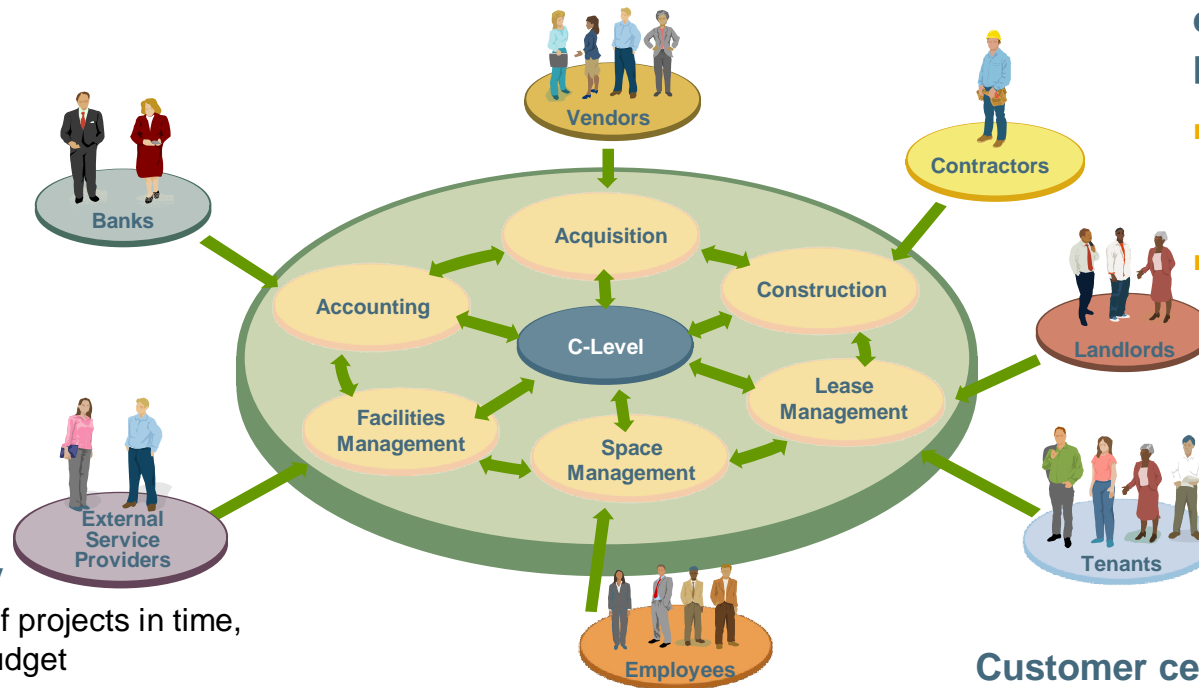 Vendors
Contractors
Banks
Acquisition
Construction
Accounting
C-Level
Landlords
Lease
Management
Facilities
Management
Space
Management
External
Service
Providers
Tenants
f projects in time,
udget
Employees
Customer ce